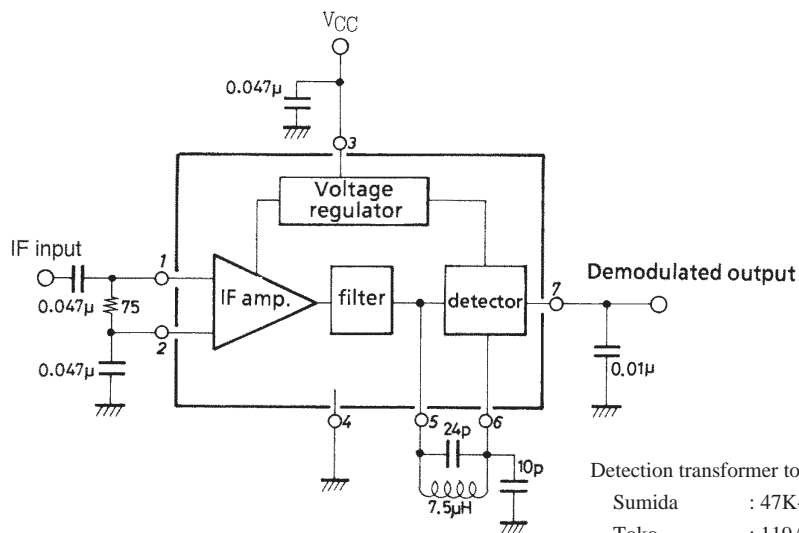 VCC
0.047μ
3
Voltage
regulator
IF input
1
IF amp.
filter
detector
7
Demodulated output
0.047μ
75
2
0.047μ
0.01μ
4
5
6
24p
10p
7.5μH
Detection transformer to
Sumida : 47K